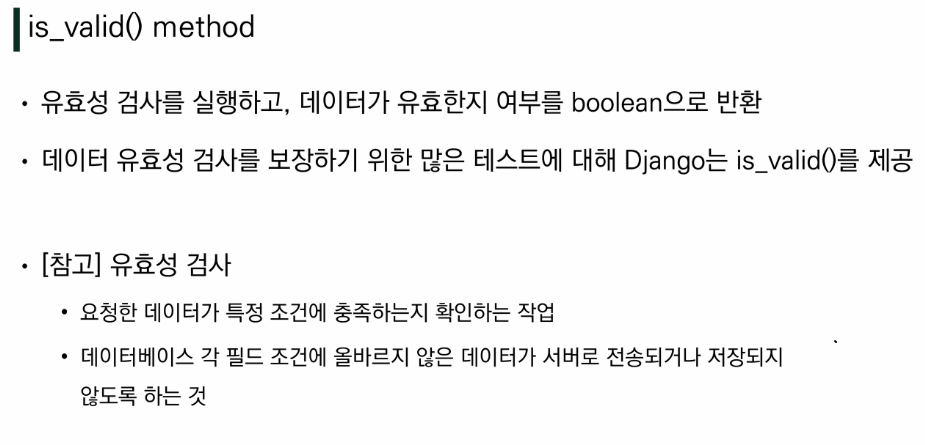 is_valid() method
• 유효성 검사를 실행하고, 데이터가 유효한지 여부를 boolean으로 반환
• 데이터 유효성 검사를 보장하기 위한 많은 테스트에 대해 Django는 is_valid()를 제공
• [참고] 유효성 검사
• 요청한 데이터가 특정 조건에 충족하는지 확인하는 작업
• 데이터베이스 각 필드 조건에 올바르지 않은 데이터가 서버로 전송되거나 저장되지
않도록 하는 것